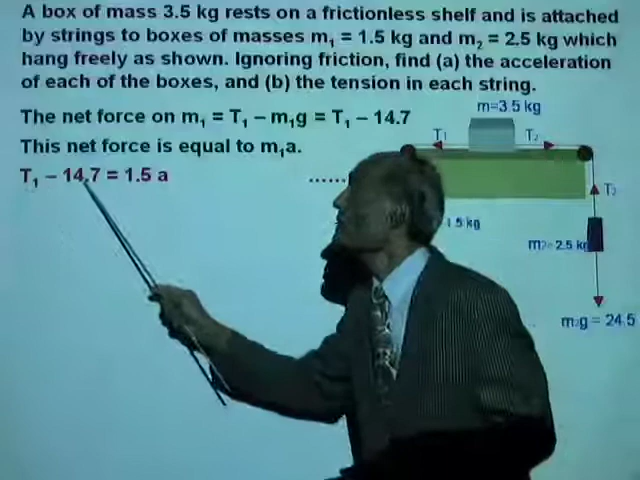 A box of mass 3.5 kg rests on a frictionless shelf and is attached
by strings to boxes of masses m₁ = 1.5 kg and m₂ = 2.5 kg which
hang freely as shown. Ignoring friction, find (a) the acceleration
of each of the boxes, and (b) the tension in each string.
m=3 5 kg
The net force on m₁ = T₁ – m₁g = T₁ – 14.7
T₁ T₂
This net force is equal to m₁a.
T₁ – 14.7 = 1.5 a ......
T₂
1 5 kg
m₂= 2.5 kg
m₂g = 24.5